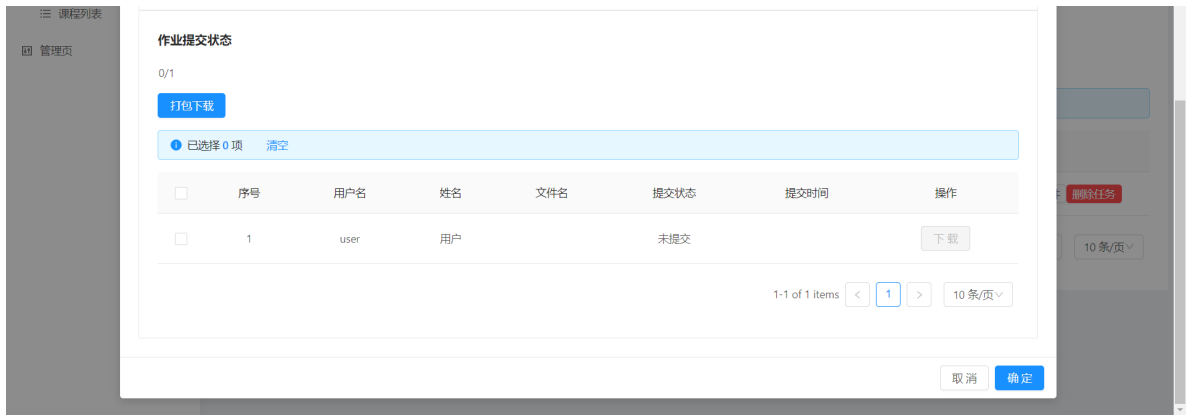 课程列表
管理页
作业提交状态
0/1
打包下载
已选择 0 项 清空
序号 用户名 姓名 文件名 提交状态 提交时间 操作
1 user 用户 未提交 下载
删除任务
10 条/页
1-1 of 1 items < 1 > 10 条/页
取消 确定